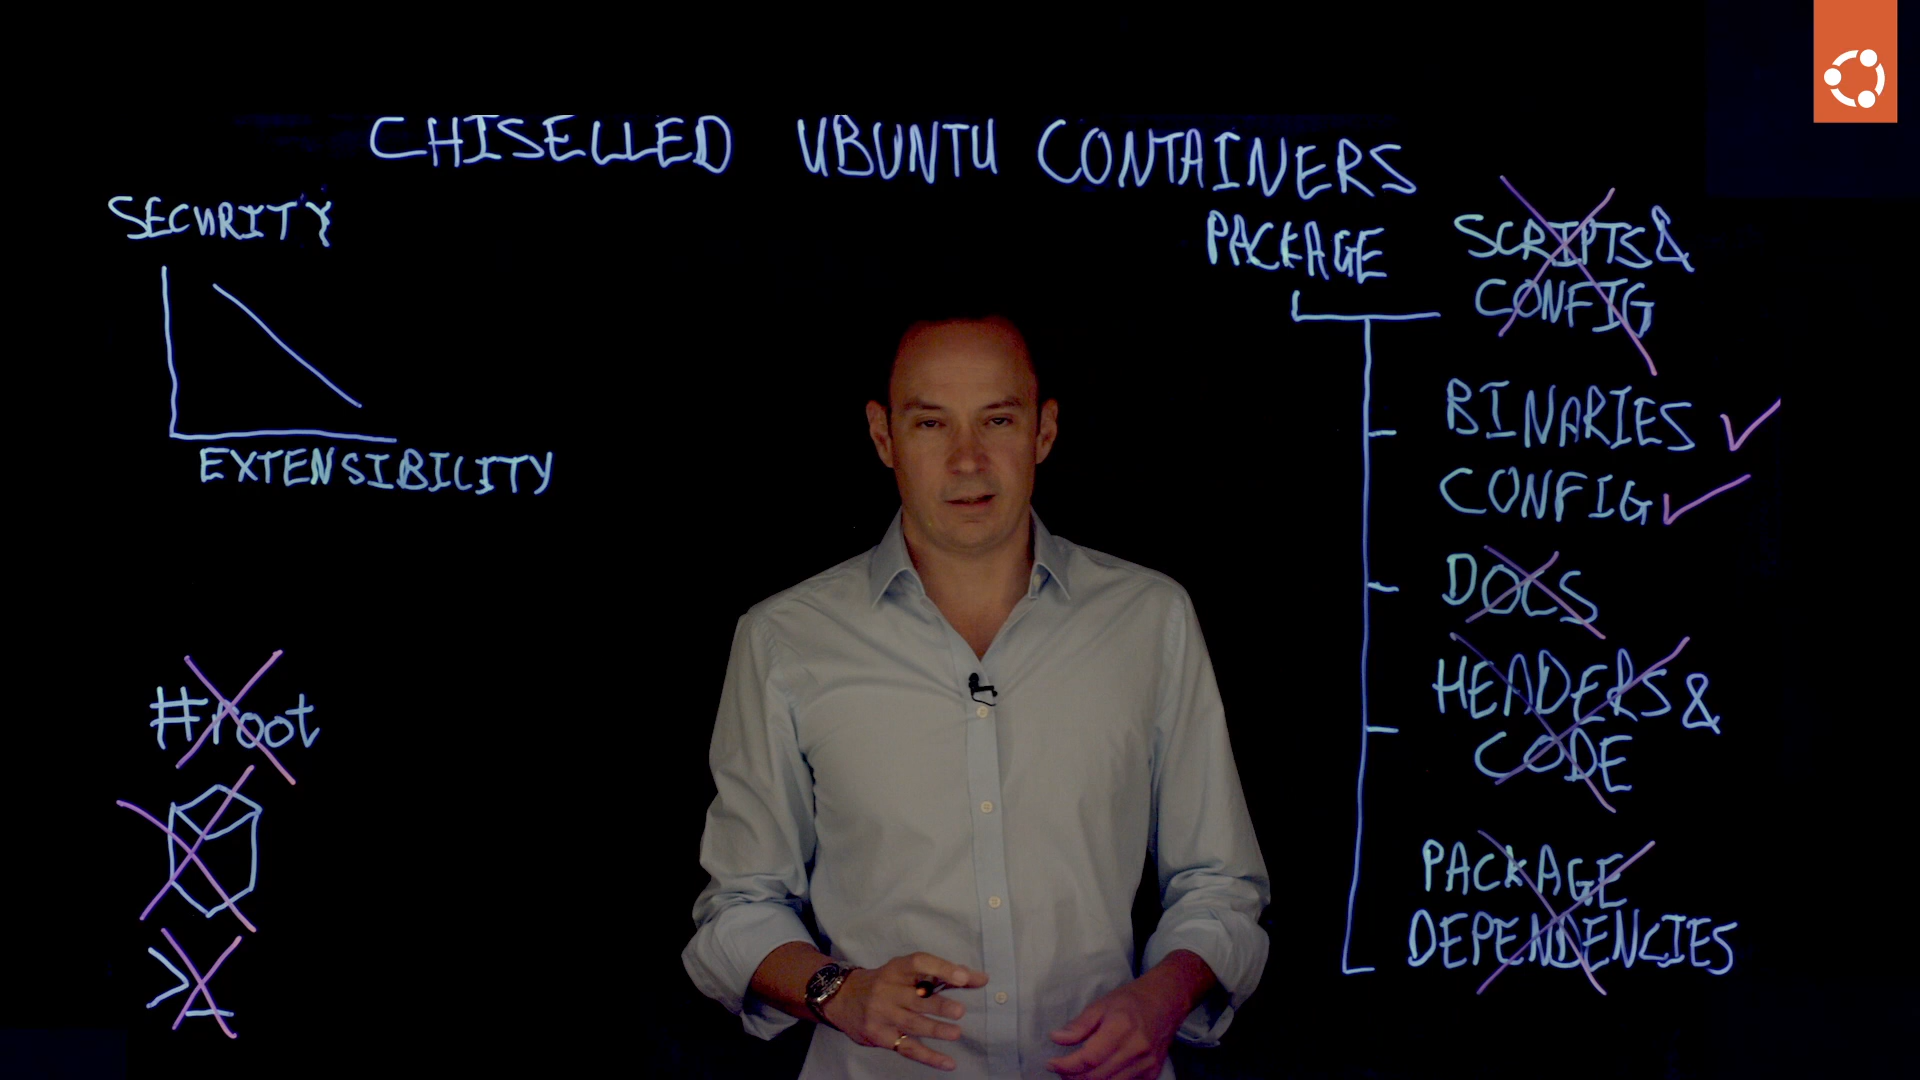 CHISELLED UBUNTU CONTAINERS
SECURITY
EXTENSIBILITY
#root
>_
PACKAGE
SCRIPTS &
CONFIG
BINARIES ✓
CONFIG ✓
DOCS
HEADERS &
CODE
PACKAGE
DEPENDENCIES